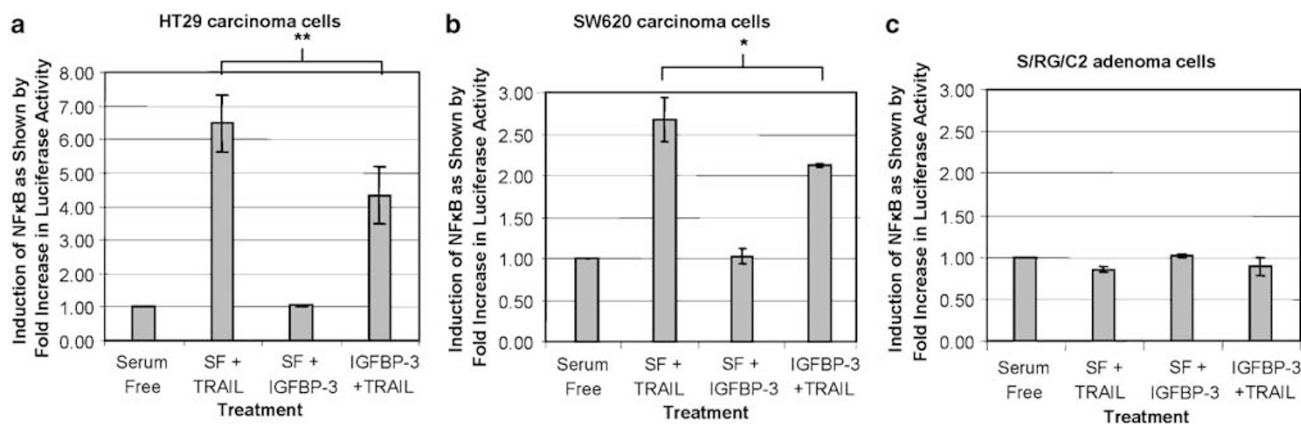 a
HT29 carcinoma cells
**
Induction of NFκB as Shown by
Fold Increase in Luciferase Activity
8.00
7.00
6.00
5.00
4.00
3.00
2.00
1.00
0.00
Serum Free
SF + TRAIL
SF + IGFBP-3
IGFBP-3 +TRAIL
Treatment
b
SW620 carcinoma cells
*
Induction of NFκB as Shown by
Fold Increase in Luciferase Activity
3.00
2.50
2.00
1.50
1.00
0.50
0.00
Serum Free
SF + TRAIL
SF + IGFBP-3
IGFBP-3 +TRAIL
Treatment
c
S/RG/C2 adenoma cells
Induction of NFκB as Shown by
Fold Increase in Luciferase Activity
3.00
2.50
2.00
1.50
1.00
0.50
0.00
Serum Free
SF + TRAIL
SF + IGFBP-3
IGFBP-3 +TRAIL
Treatment